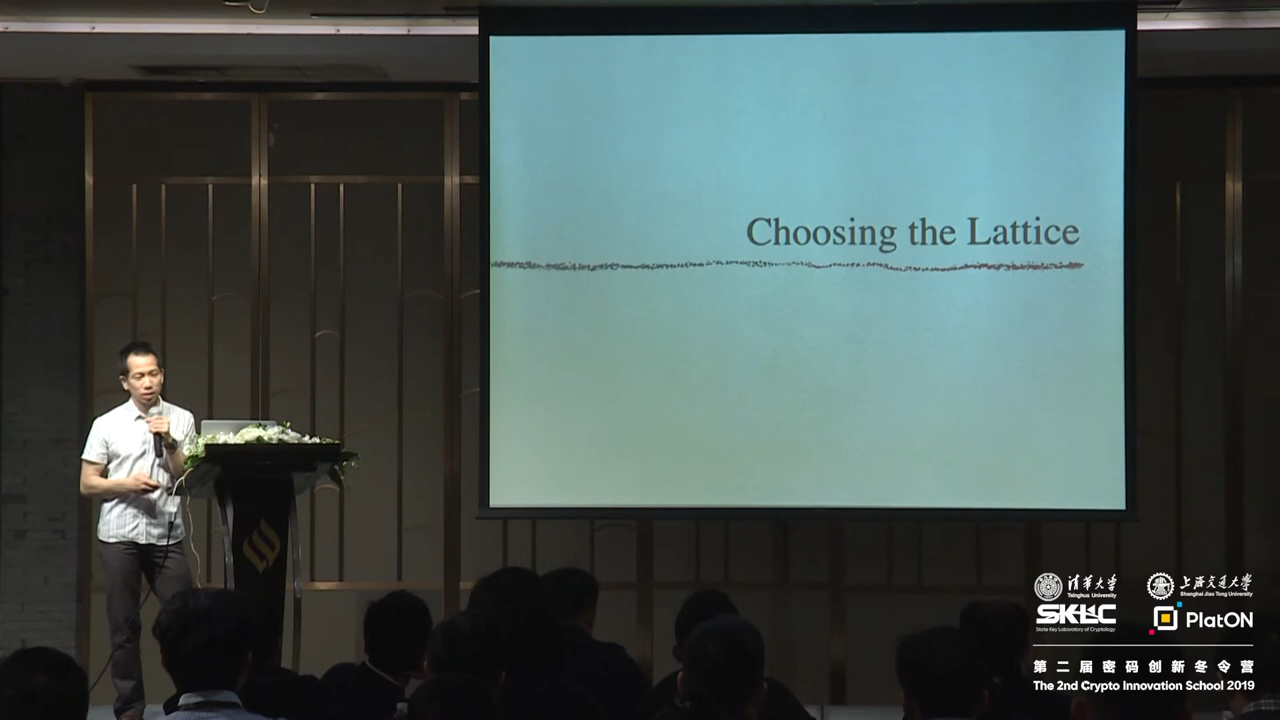 Choosing the Lattice
清華大学
Tsinghua University
上海交通大學
Shanghai Jiao Tong University
SKLC
State Key Laboratory of Cryptology
PlatON
第二届密码创新冬令营
The 2nd Crypto Innovation School 2019